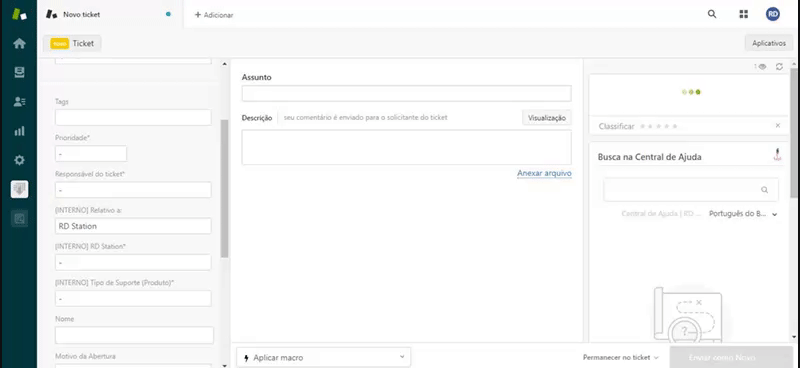 Novo ticket
+ Adicionar
RD
Ticket
Aplicativos
Tags
Prioridade*
-
Responsável do ticket*
-
[INTERNO] Relativo a:
RD Station
[INTERNO] RD Station*
-
[INTERNO] Tipo de Suporte (Produto)*
-
Nome
Motivo da Abertura
Assunto
Descrição
seu comentário é enviado para o solicitante do ticket
Visualização
Anexar arquivo
Aplicar macro
Permanecer no ticket
Enviar como Novo
1
Classificar
Busca na Central de Ajuda
Central de Ajuda | RD ...
Português do B...